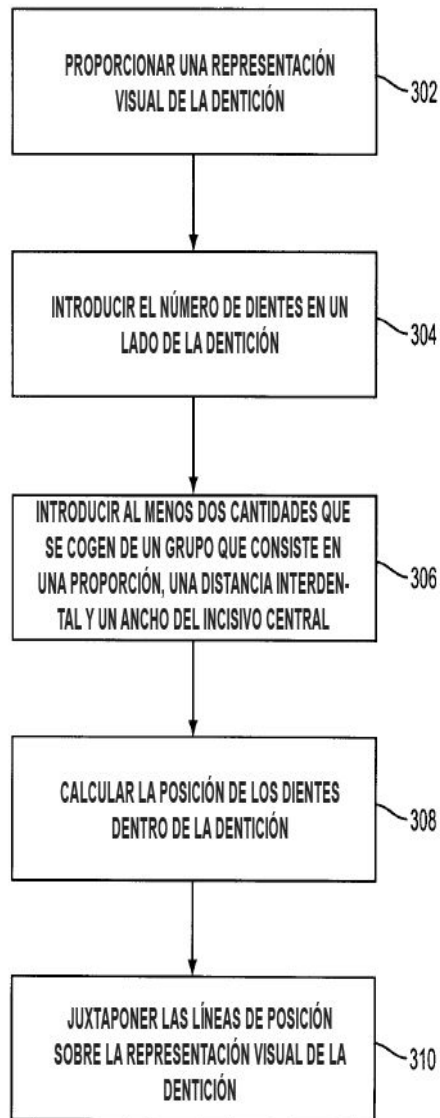 PROPORCIONAR UNA REPRESENTACIÓN
VISUAL DE LA DENTICIÓN
302
INTRODUCIR EL NÚMERO DE DIENTES EN UN
LADO DE LA DENTICIÓN
304
INTRODUCIR AL MENOS DOS CANTIDADES QUE
SE COGEN DE UN GRUPO QUE CONSISTE EN
UNA PROPORCIÓN, UNA DISTANCIA INTERDEN-
TAL Y UN ANCHO DEL INCISIVO CENTRAL
306
CALCULAR LA POSICIÓN DE LOS DIENTES
DENTRO DE LA DENTICIÓN
308
JUXTAPONER LAS LÍNEAS DE POSICIÓN
SOBRE LA REPRESENTACIÓN VISUAL DE LA
DENTICIÓN
310